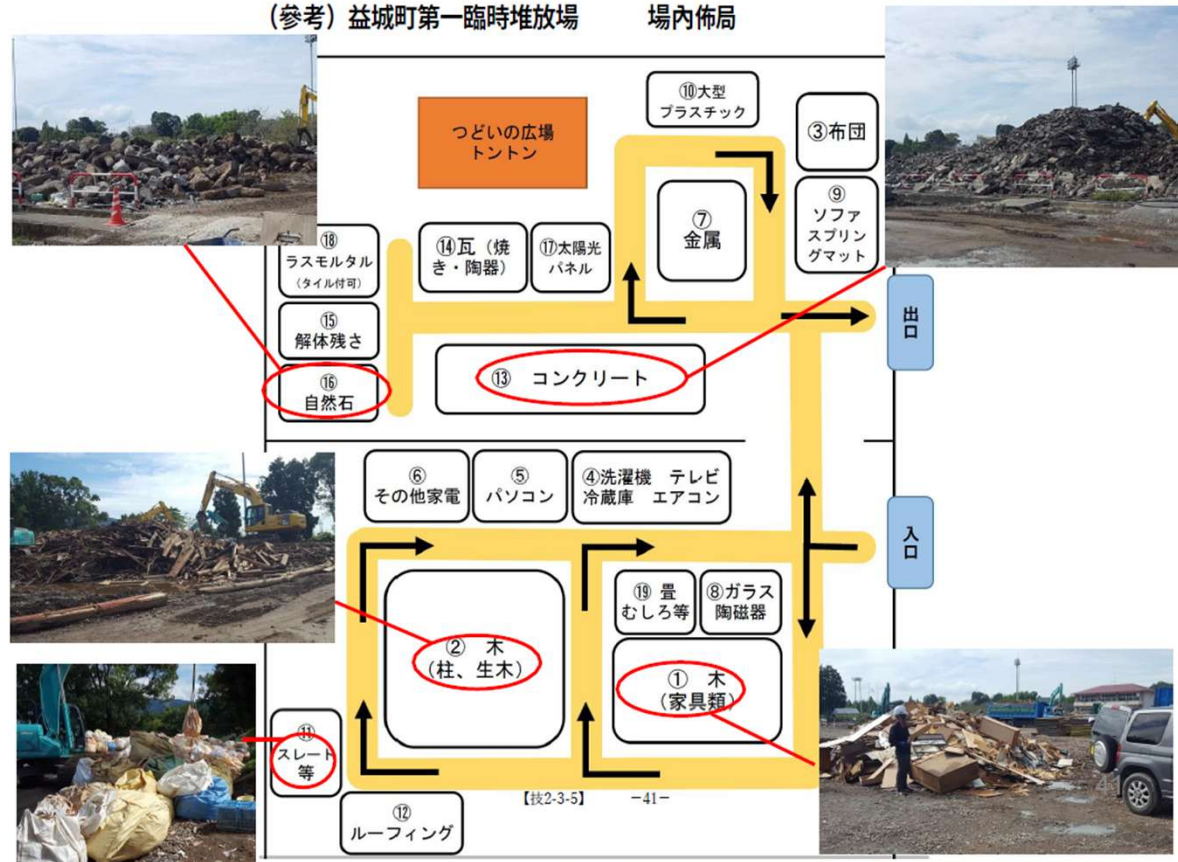 （參考）益城町第一臨時堆放場　　場內佈局
つどいの広場
トントン
⑩大型
プラスチック
③布団
⑨
ソファ
スプリン
グマット
⑦
金属
⑱
ラスモルタル
（タイル付可）
⑭瓦（焼
き・陶器）
⑰太陽光
パネル
出口
⑮
解体残さ
⑯
自然石
⑬　コンクリート
⑥
その他家電
⑤
パソコン
④洗濯機　テレビ
冷蔵庫　エアコン
入口
②　木
（柱、生木）
⑲ 畳
むしろ等
⑧ガラス
陶磁器
①　木
（家具類）
⑪
スレート
等
⑫
ルーフィング
【技2-3-5】　－41－